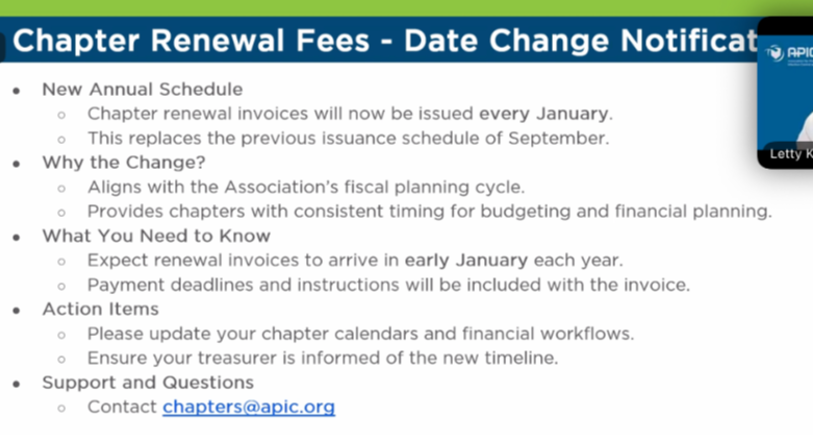 Chapter Renewal Fees - Date Change Notificat
APIC
• New Annual Schedule
○ Chapter renewal invoices will now be issued every January.
○ This replaces the previous issuance schedule of September.
• Why the Change?
Letty K
○ Aligns with the Association's fiscal planning cycle.
○ Provides chapters with consistent timing for budgeting and financial planning.
• What You Need to Know
○ Expect renewal invoices to arrive in early January each year.
○ Payment deadlines and instructions will be included with the invoice.
• Action Items
○ Please update your chapter calendars and financial workflows.
○ Ensure your treasurer is informed of the new timeline.
• Support and Questions
○ Contact chapters@apic.org